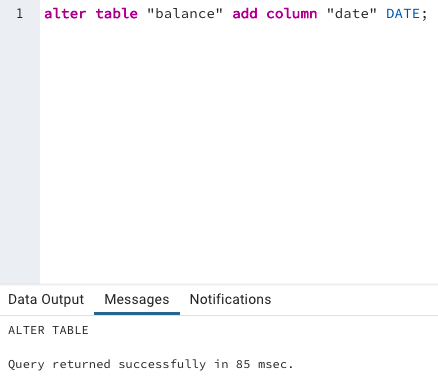 1 alter table "balance" add column "date" DATE;
Data Output Messages Notifications
ALTER TABLE
Query returned successfully in 85 msec.